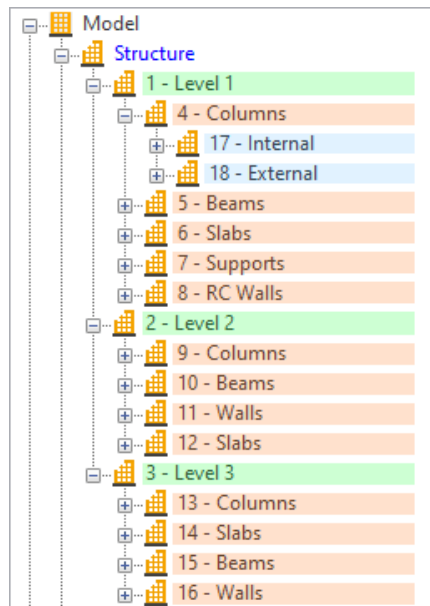 Model
Structure
1 - Level 1
4 - Columns
17 - Internal
18 - External
5 - Beams
6 - Slabs
7 - Supports
8 - RC Walls
2 - Level 2
9 - Columns
10 - Beams
11 - Walls
12 - Slabs
3 - Level 3
13 - Columns
14 - Slabs
15 - Beams
16 - Walls